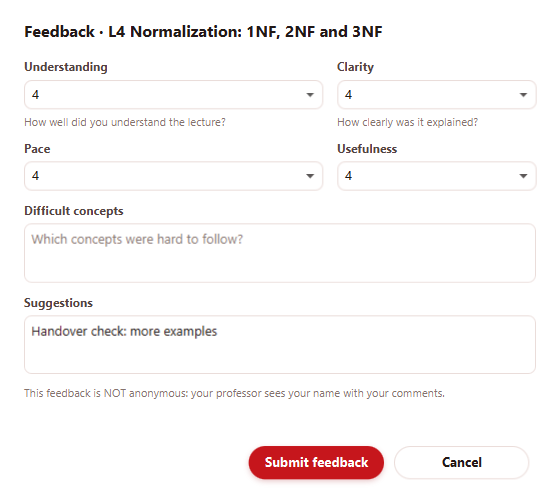 Feedback · L4 Normalization: 1NF, 2NF and 3NF
Understanding
4
How well did you understand the lecture?
Clarity
4
How clearly was it explained?
Pace
4
Usefulness
4
Difficult concepts
Which concepts were hard to follow?
Suggestions
Handover check: more examples
This feedback is NOT anonymous: your professor sees your name with your comments.
Submit feedback
Cancel